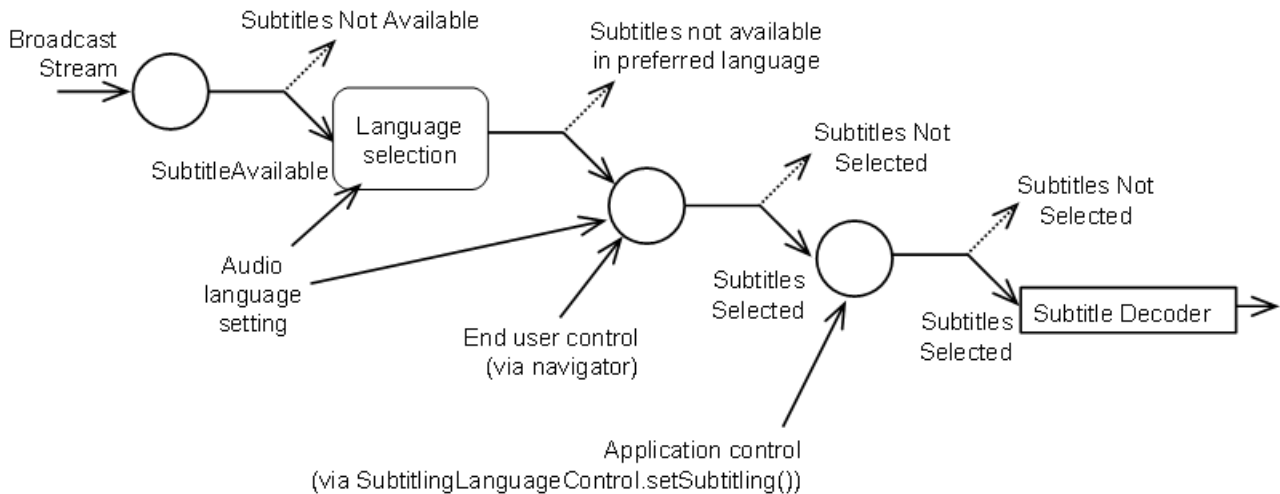 Subtitles Not Available
Broadcast
Stream
Subtitles not available
in preferred language
Language
selection
SubtitleAvailable
Subtitles Not
Selected
Subtitles Not
Selected
Audio
language
setting
Subtitles
Selected
End user control
(via navigator)
Subtitles
Selected
Subtitle Decoder
Application control
(via SubtitlingLanguageControl.setSubtitling())